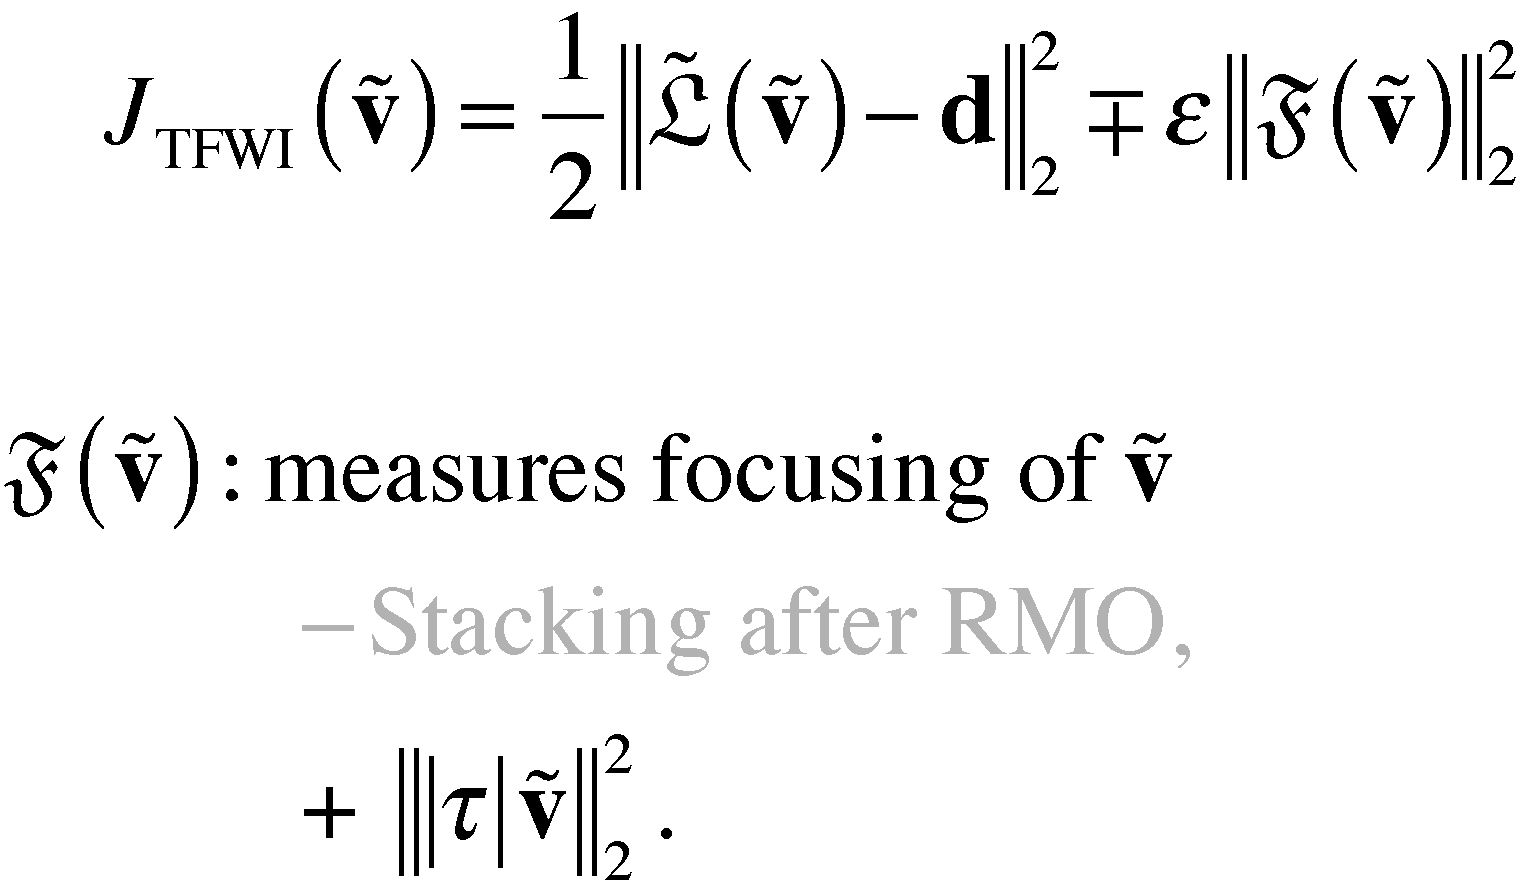 J_TFWI(ṽ) = 1/2 ‖𝔏̃(ṽ) − d‖₂² ∓ ε‖𝔉(ṽ)‖₂²
𝔉(ṽ) : measures focusing of ṽ
− Stacking after RMO,
+ ‖|τ|ṽ‖₂² .